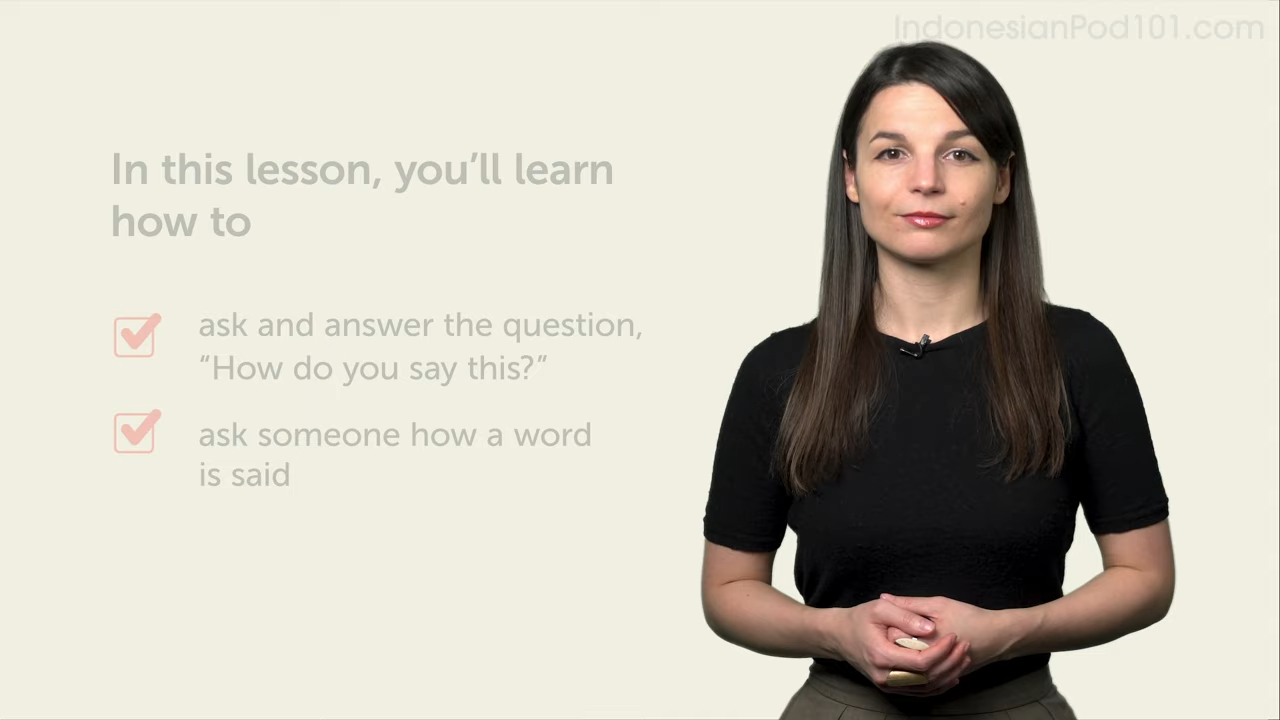 IndonesianPod101.com
In this lesson, you’ll learn
how to
ask and answer the question,
“How do you say this?”
ask someone how a word
is said